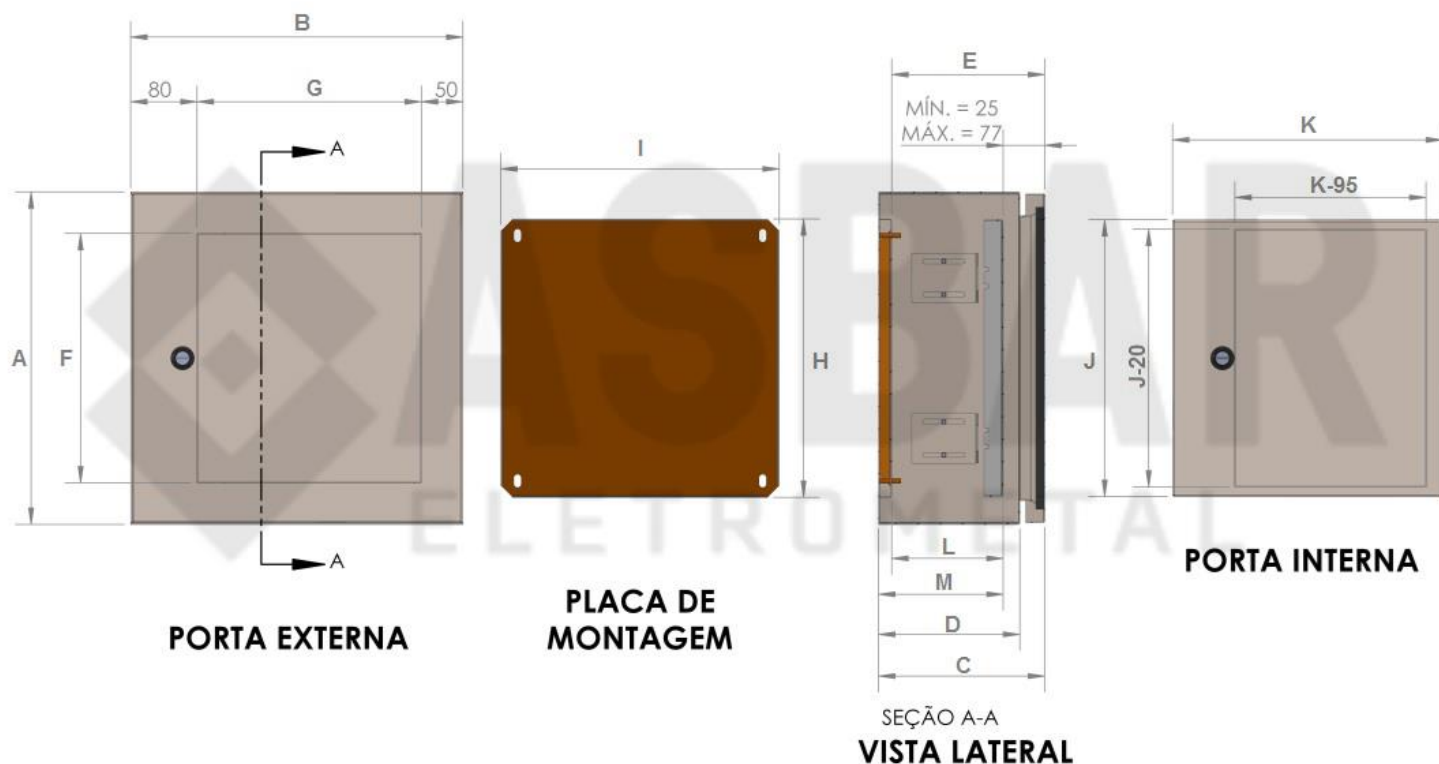 B
80
G
50
A
A
F
A
PORTA EXTERNA
I
H
PLACA DE
MONTAGEM
E
MÍN. = 25
MÁX. = 77
L
M
D
C
SEÇÃO A-A
VISTA LATERAL
K
K-95
J
J-20
PORTA INTERNA
ASBAR
ELETROMETAL